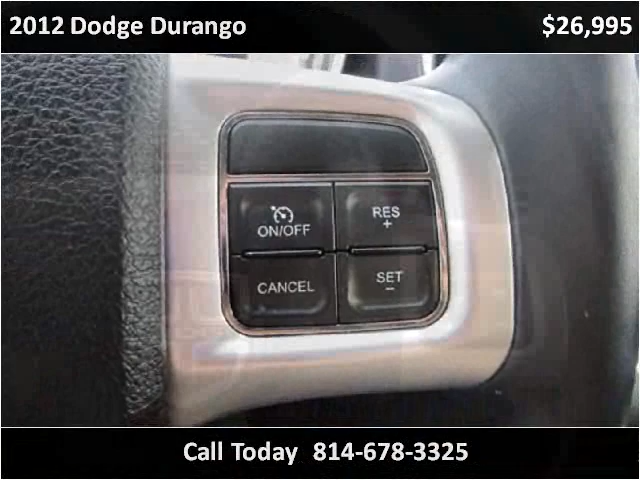 2012 Dodge Durango $26,995
ON/OFF
RES
+
CANCEL
SET
–
Call Today 814-678-3325